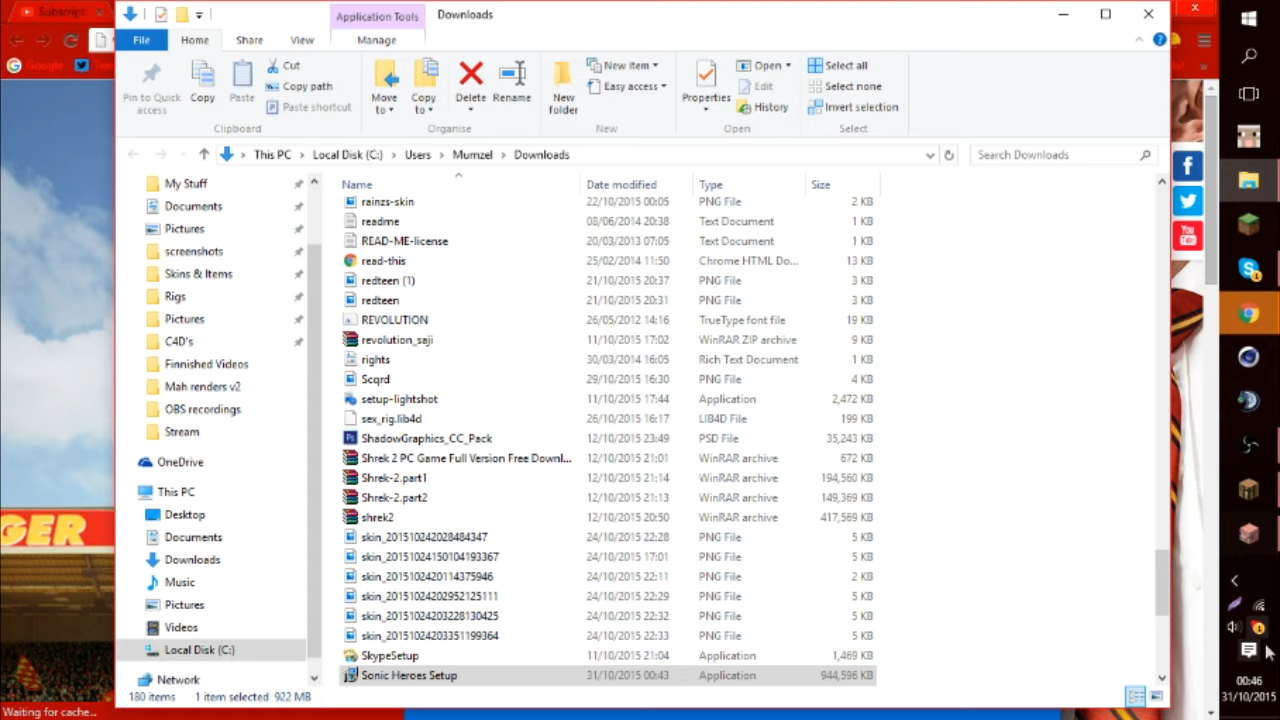 Subscript
Application Tools
Downloads
File
Home
Share
View
Manage
Pin to Quick access
Copy
Paste
Cut
Copy path
Paste shortcut
Clipboard
Move to
Copy to
Delete
Rename
Organise
New folder
New item
Easy access
New
Properties
Open
Edit
History
Open
Select all
Select none
Invert selection
Select
Google
This PC > Local Disk (C:) > Users > Mumzel > Downloads
Search Downloads
My Stuff
Documents
Pictures
screenshots
Skins & Items
Rigs
Pictures
C4D's
Finnished Videos
Mah renders v2
OBS recordings
Stream
OneDrive
This PC
Desktop
Documents
Downloads
Music
Pictures
Videos
Local Disk (C:)
Network
Name Date modified Type Size
rainzs-skin 22/10/2015 00:05 PNG File 2 KB
readme 08/06/2014 20:38 Text Document 1 KB
READ-ME-license 20/03/2013 07:05 Text Document 1 KB
read-this 25/02/2014 11:50 Chrome HTML Do... 13 KB
redteen (1) 21/10/2015 20:37 PNG File 3 KB
redteen 21/10/2015 20:31 PNG File 3 KB
REVOLUTION 26/05/2012 14:16 TrueType font file 19 KB
revolution_saji 11/10/2015 17:02 WinRAR ZIP archive 9 KB
rights 30/03/2014 16:05 Rich Text Document 1 KB
Scqrd 29/10/2015 16:30 PNG File 4 KB
setup-lightshot 11/10/2015 17:44 Application 2,472 KB
sex_rig.lib4d 26/10/2015 16:17 LIB4D File 199 KB
ShadowGraphics_CC_Pack 12/10/2015 23:49 PSD File 35,243 KB
Shrek 2 PC Game Full Version Free Downl... 12/10/2015 21:01 WinRAR archive 672 KB
Shrek-2.part1 12/10/2015 21:14 WinRAR archive 194,560 KB
Shrek-2.part2 12/10/2015 21:13 WinRAR archive 149,369 KB
shrek2 12/10/2015 20:50 WinRAR archive 417,569 KB
skin_20151024202848434­7 24/10/2015 22:28 PNG File 5 KB
skin_20151024150104193367 24/10/2015 17:01 PNG File 5 KB
skin_2015102420114375946 24/10/2015 22:11 PNG File 2 KB
skin_20151024202952125111 24/10/2015 22:29 PNG File 5 KB
skin_20151024203228130425 24/10/2015 22:32 PNG File 5 KB
skin_20151024203351199364 24/10/2015 22:33 PNG File 5 KB
SkypeSetup 11/10/2015 21:04 Application 1,469 KB
Sonic Heroes Setup 31/10/2015 00:43 Application 944,596 KB
180 items 1 item selected 922 MB
Waiting for cache...
GER
You Tube
00:46
31/10/2015